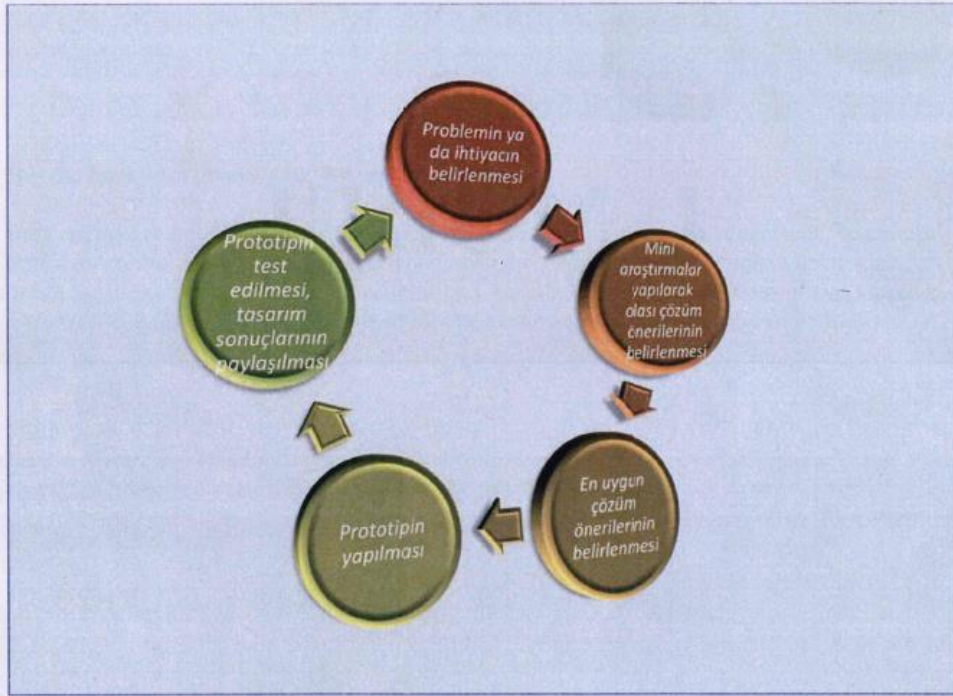 Problemin ya
da ihtiyacın
belirlenmesi
Mini
araştırmalar
yapılarak
olası çözüm
önerilerinin
belirlenmesi
En uygun
çözüm
önerilerinin
belirlenmesi
Prototipin
yapılması
Prototipin
test
edilmesi,
tasarım
sonuçlarının
paylaşılması